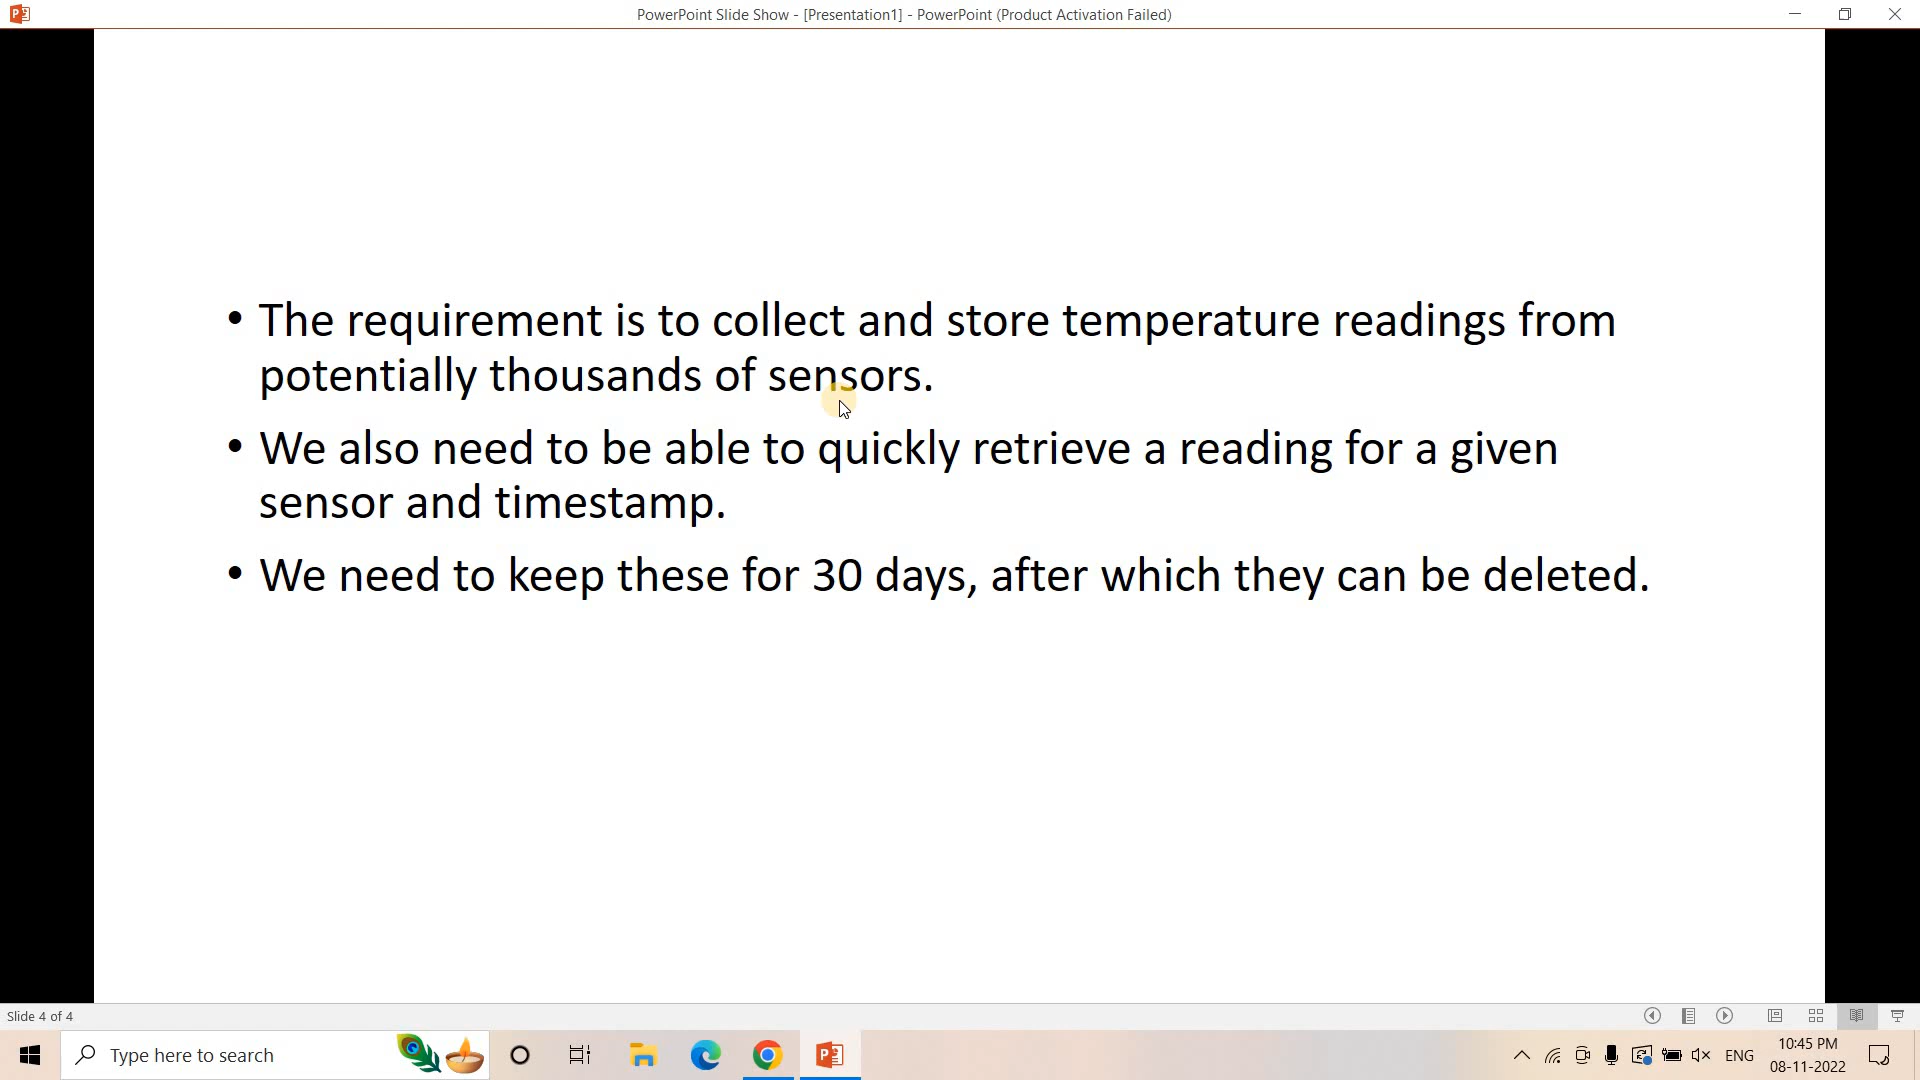 PowerPoint Slide Show - [Presentation1] - PowerPoint (Product Activation Failed)
• The requirement is to collect and store temperature readings from
potentially thousands of sensors.
• We also need to be able to quickly retrieve a reading for a given
sensor and timestamp.
• We need to keep these for 30 days, after which they can be deleted.
Slide 4 of 4
Type here to search
ENG
10:45 PM
08-11-2022